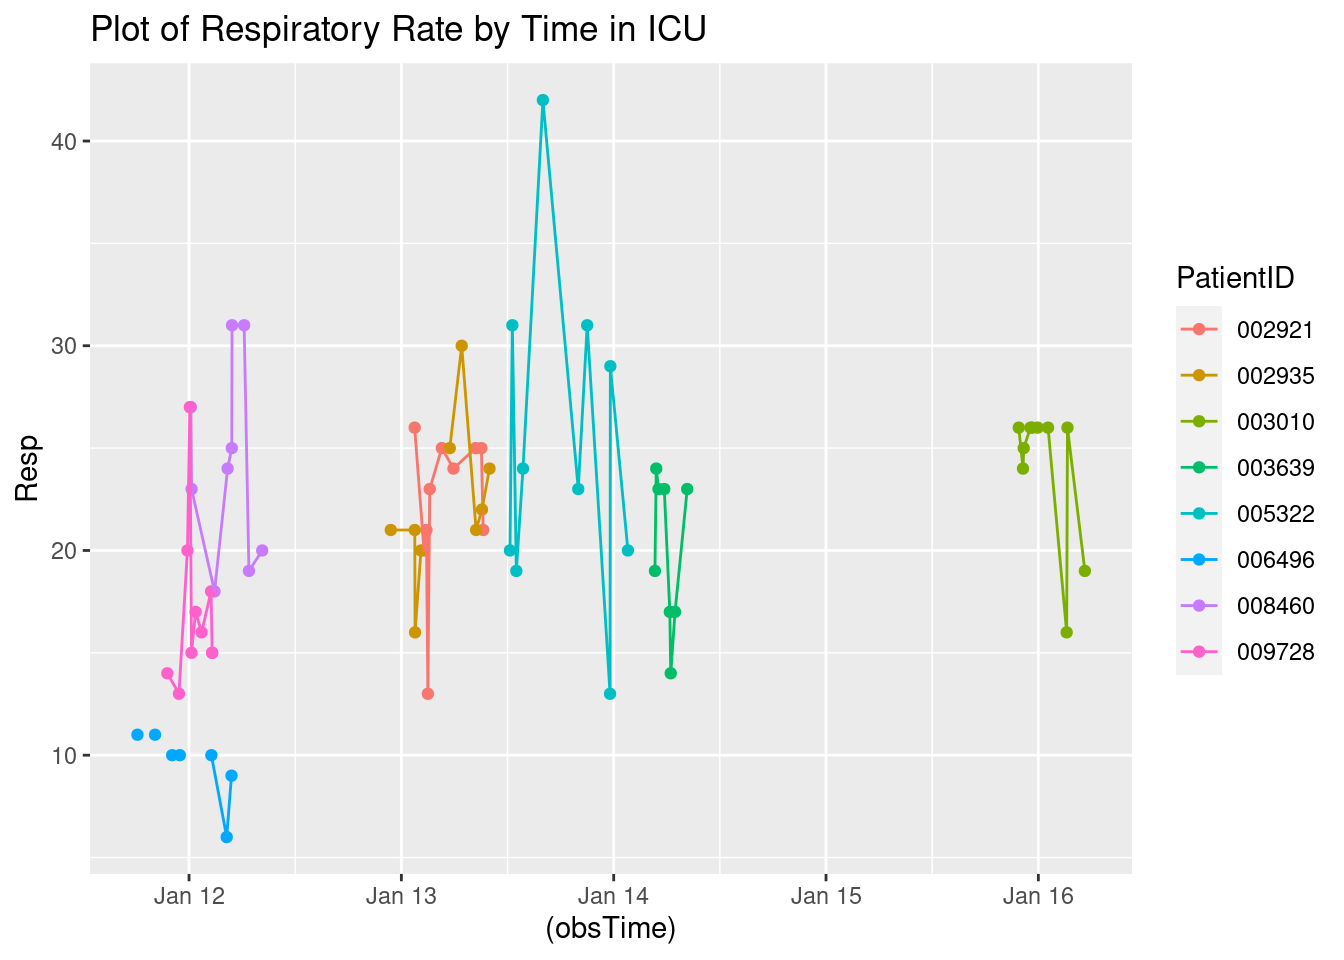 Plot of Respiratory Rate by Time in ICU
40
30
20
10
Resp
Jan 12 Jan 13 Jan 14 Jan 15 Jan 16
(obsTime)
PatientID
002921
002935
003010
003639
005322
006496
008460
009728